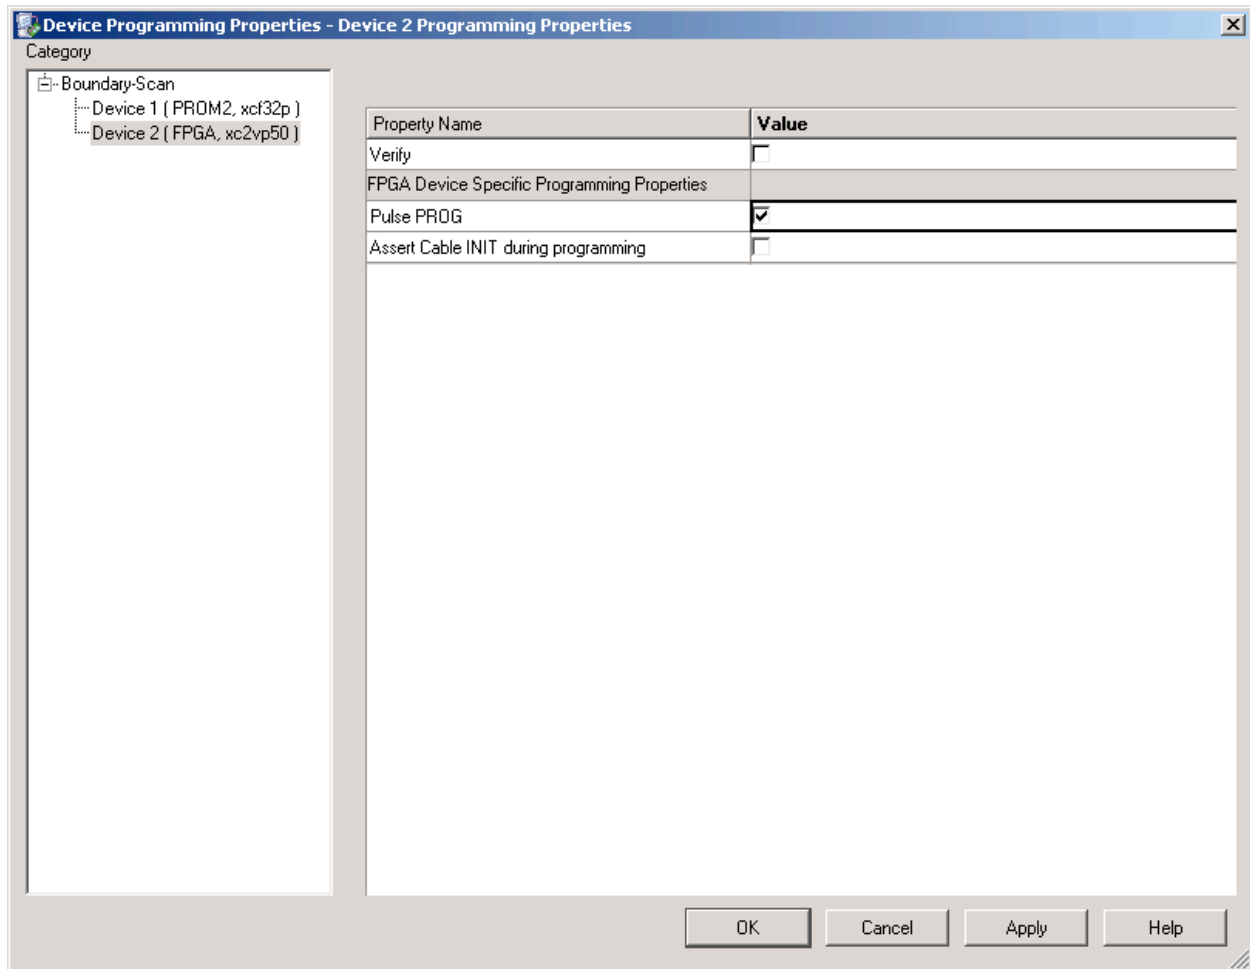 Device Programming Properties - Device 2 Programming Properties
Category
Boundary-Scan
Device 1 ( PROM2, xcf32p )
Device 2 ( FPGA, xc2vp50 )
Property Name Value
Verify
FPGA Device Specific Programming Properties
Pulse PROG
Assert Cable INIT during programming
OK Cancel Apply Help